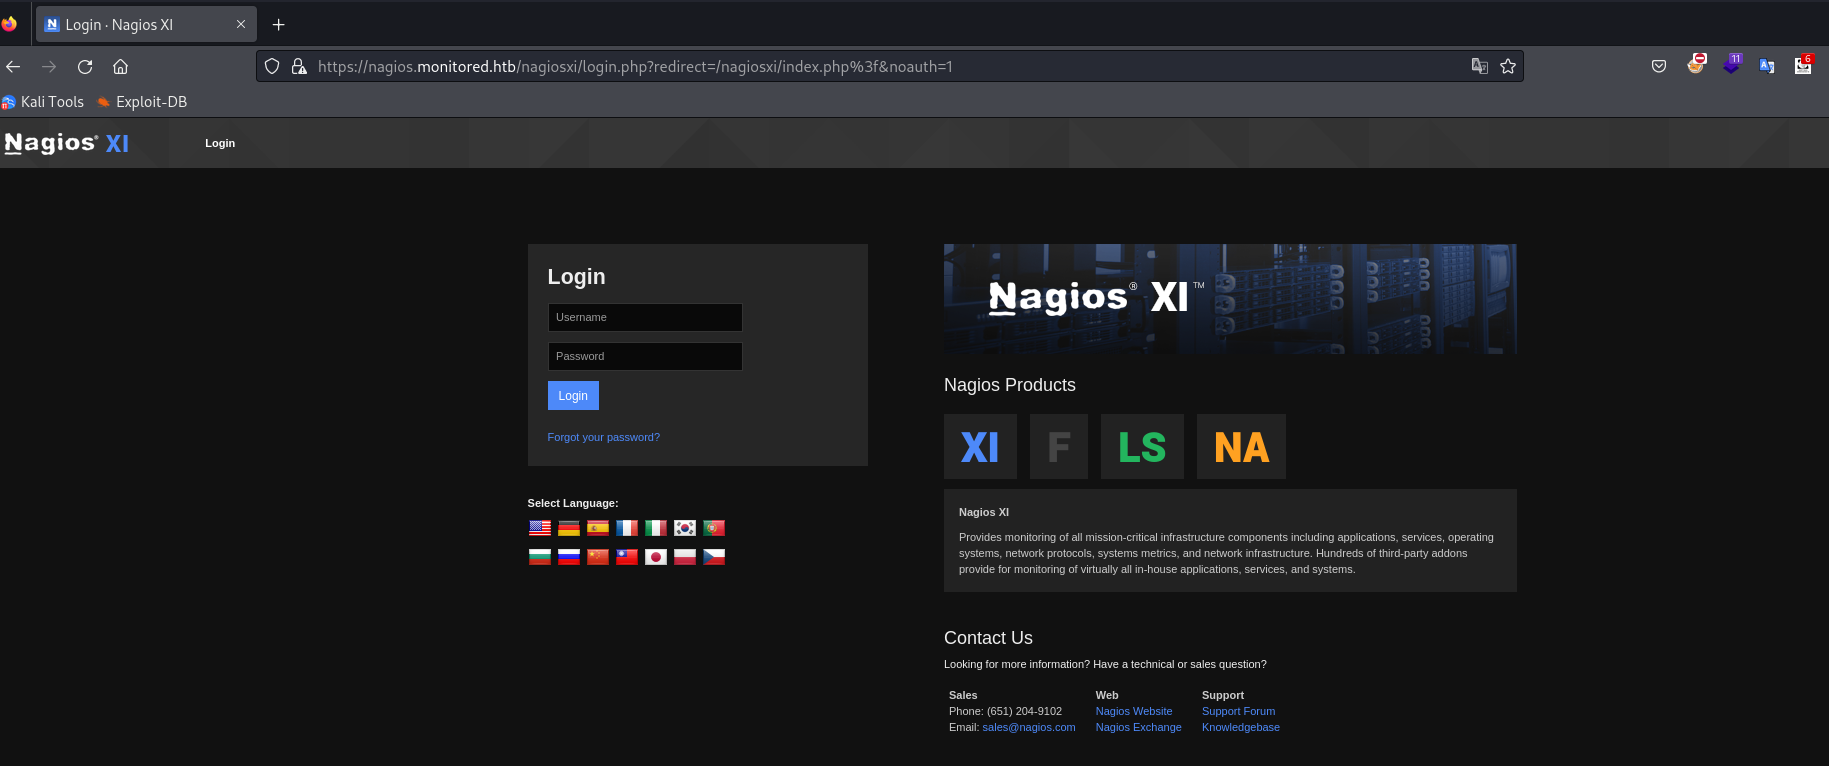 Login · Nagios XI
https://nagios.monitored.htb/nagiosxi/login.php?redirect=/nagiosxi/index.php%3f&noauth=1
11
6
Kali Tools
Exploit-DB
Nagios® XI
Login
Login
Username
Password
Login
Forgot your password?
Select Language:
Nagios® XI™
Nagios Products
XI
F
LS
NA
Nagios XI
Provides monitoring of all mission-critical infrastructure components including applications, services, operating
systems, network protocols, systems metrics, and network infrastructure. Hundreds of third-party addons
provide for monitoring of virtually all in-house applications, services, and systems.
Contact Us
Looking for more information? Have a technical or sales question?
Sales
Phone: (651) 204-9102
Email: sales@nagios.com
Web
Nagios Website
Nagios Exchange
Support
Support Forum
Knowledgebase